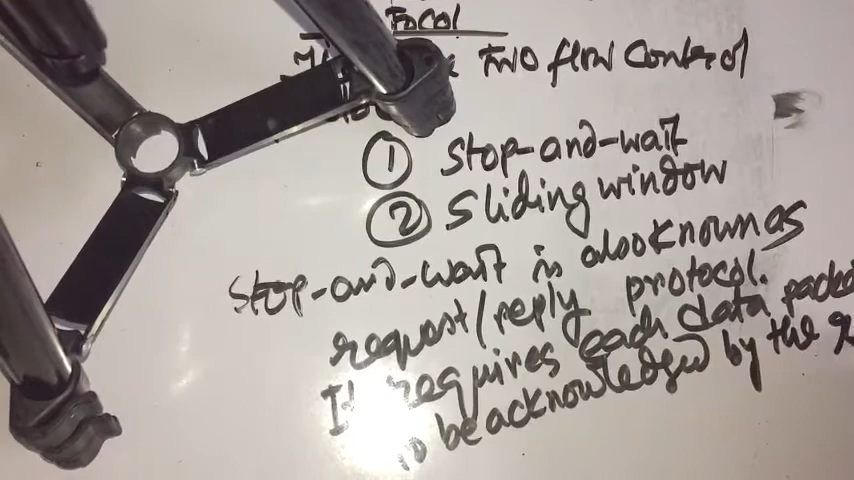 two flow control
① Stop-and-wait
② Sliding window
Stop-and-wait is also known as
request/reply protocol.
It requires each data packet
to be acknowledged by the